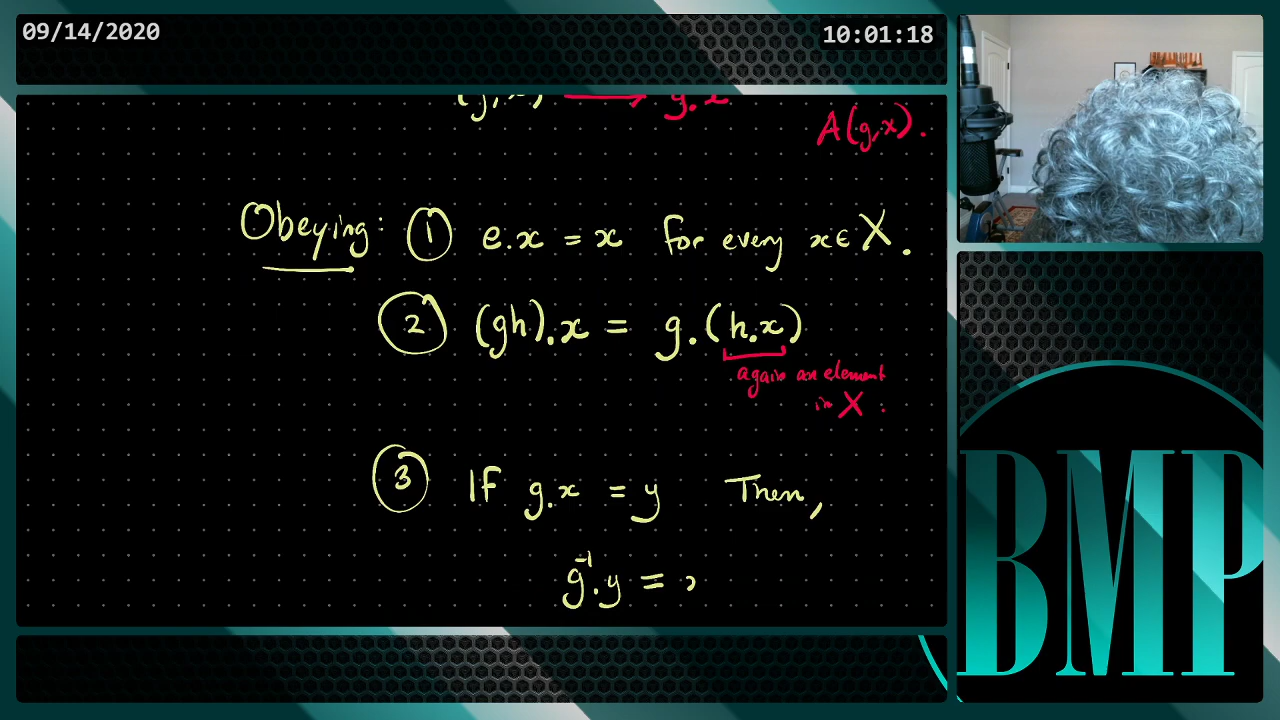 09/14/2020
10:01:18
(g,x) ⟶ g.x
A(g,x).
Obeying: ① e.x = x for every x ∈ X.
② (gh).x = g.(h.x)
again an element
in X.
③ If g.x = y Then,
g⁻¹.y =
BMP